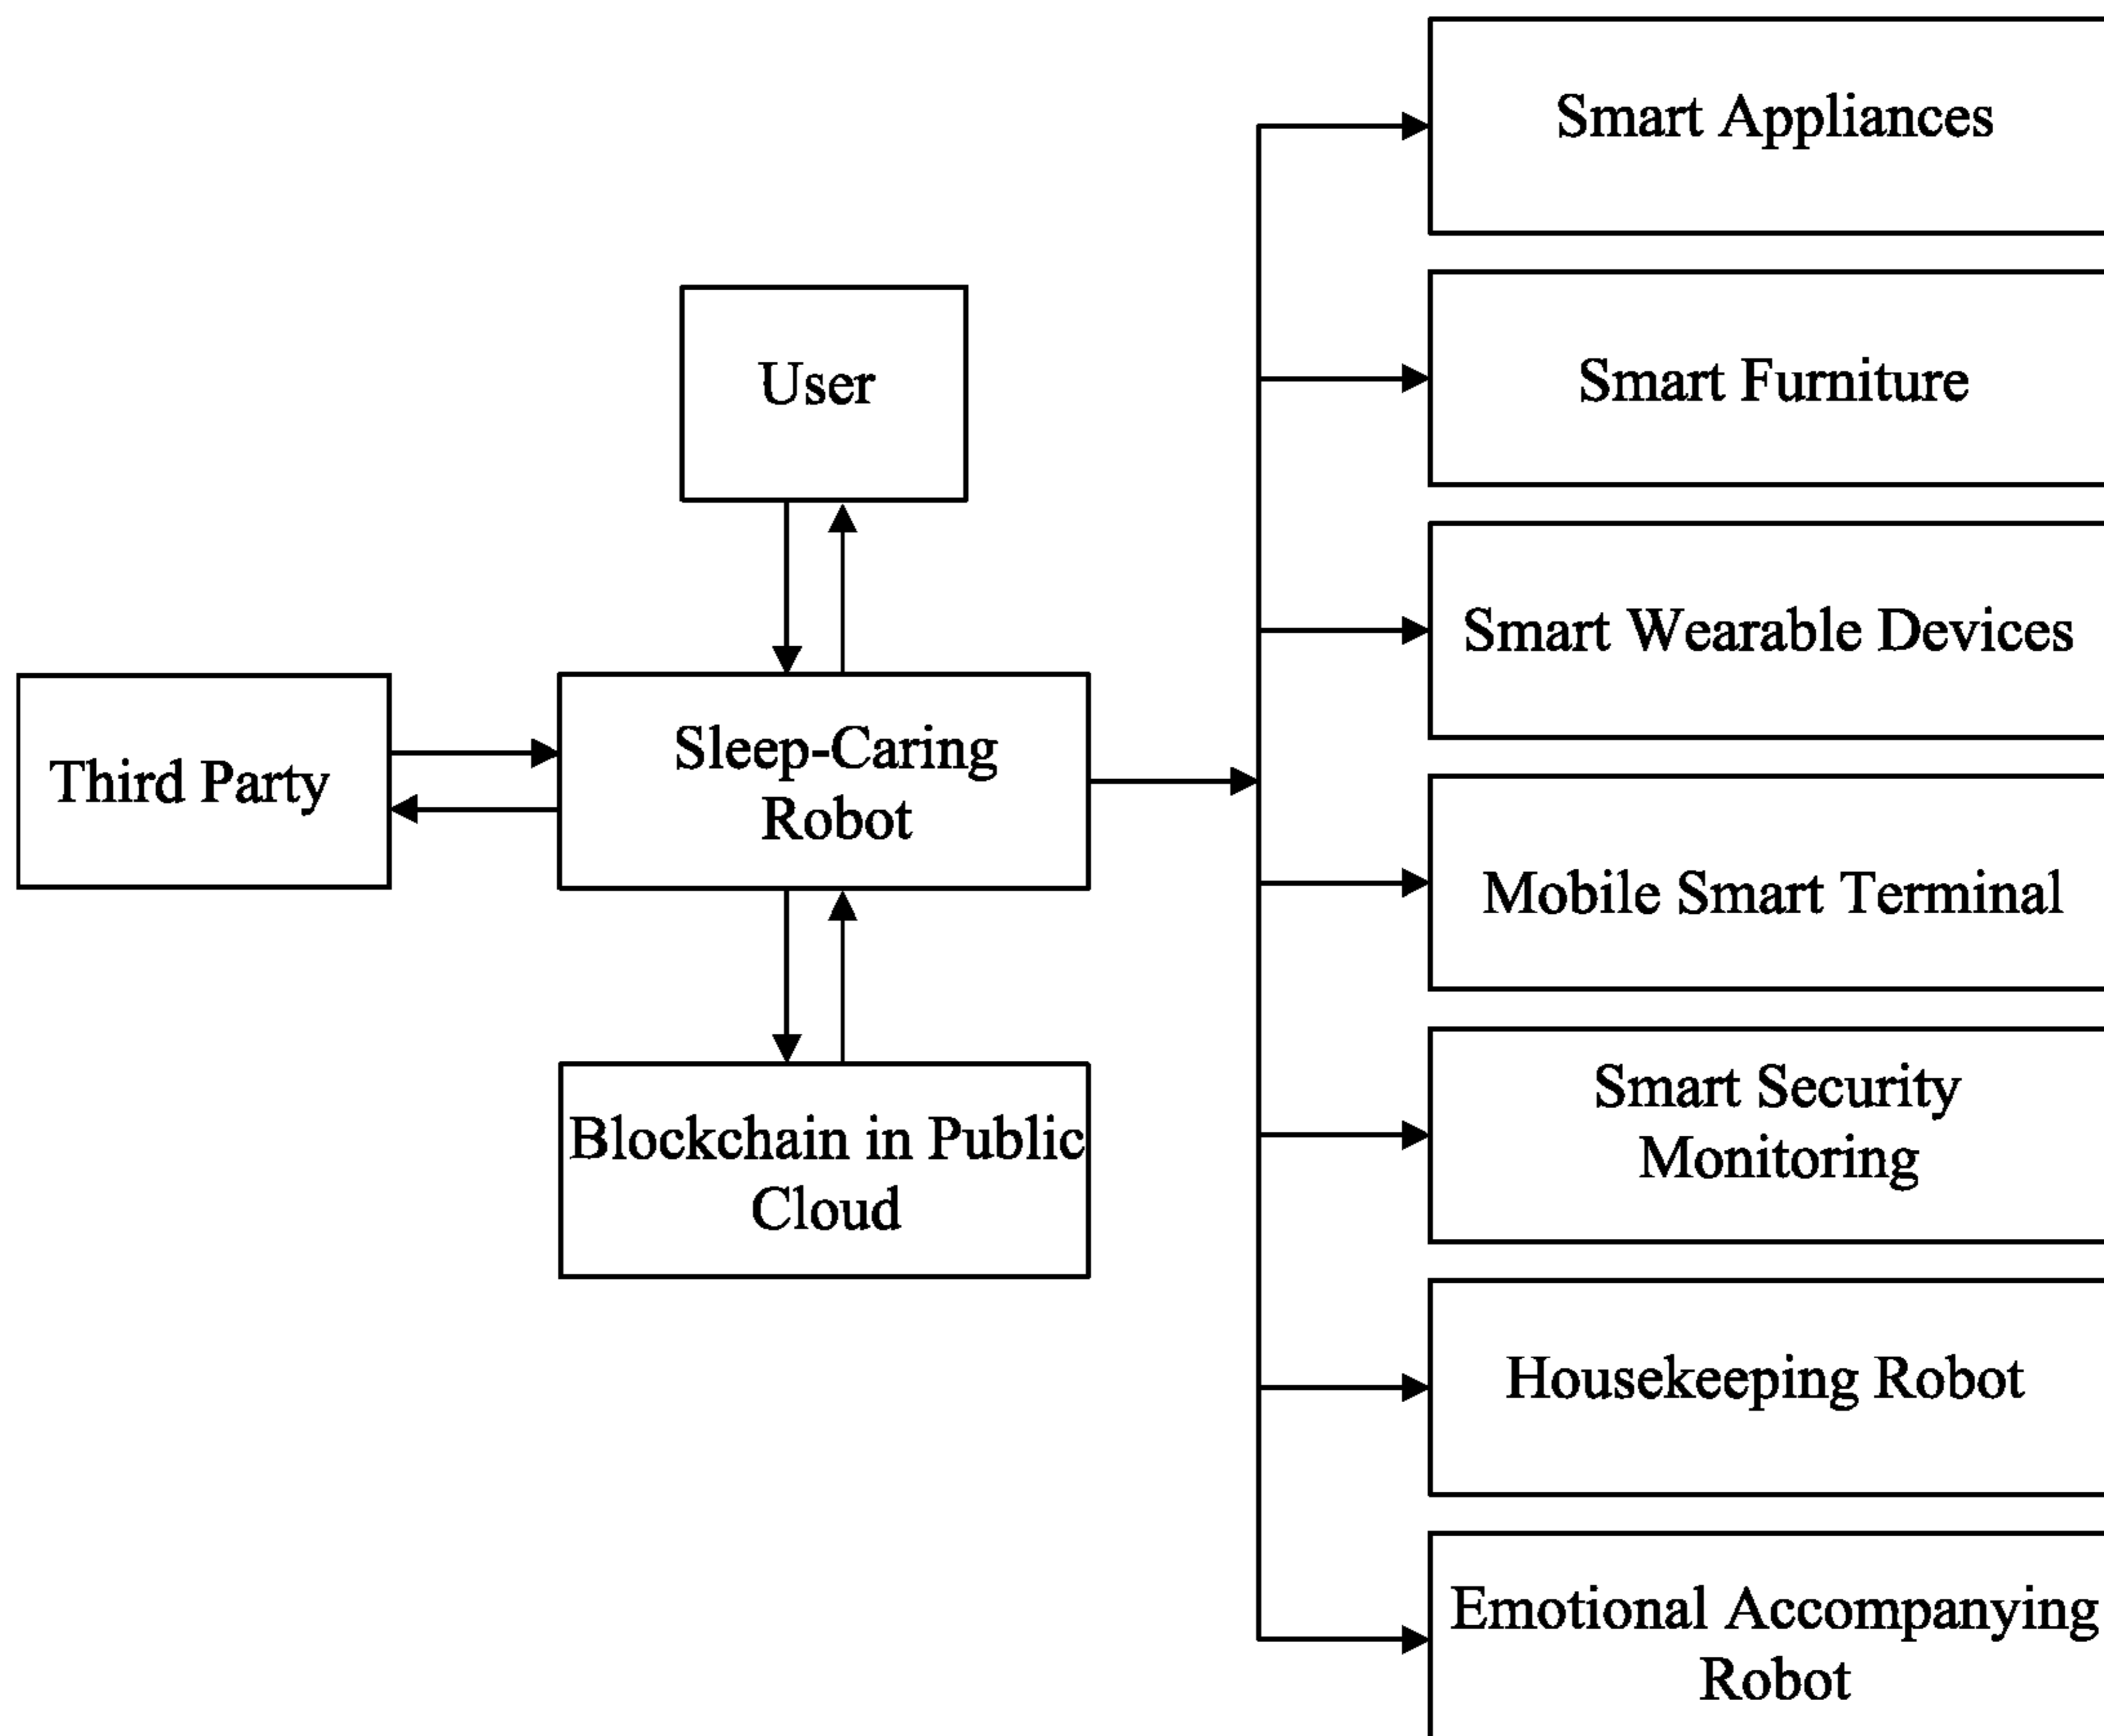 Smart Appliances
User
Smart Furniture
Smart Wearable Devices
Third Party
Sleep-Caring
Robot
Mobile Smart Terminal
Blockchain in Public
Cloud
Smart Security
Monitoring
Housekeeping Robot
Emotional Accompanying
Robot